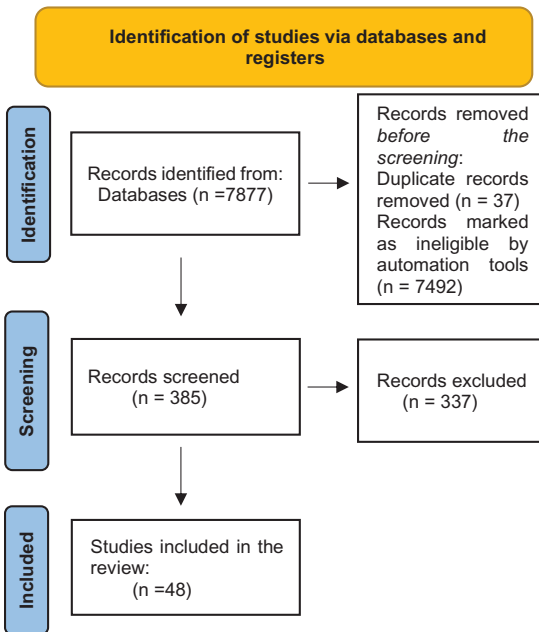 Identification of studies via databases and
registers
Identification
Records identified from:
Databases (n =7877)
Records removed
before the
screening:
Duplicate records
removed (n = 37)
Records marked
as ineligible by
automation tools
(n = 7492)
Screening
Records screened
(n = 385)
Records excluded
(n = 337)
Included
Studies included in the
review:
(n =48)